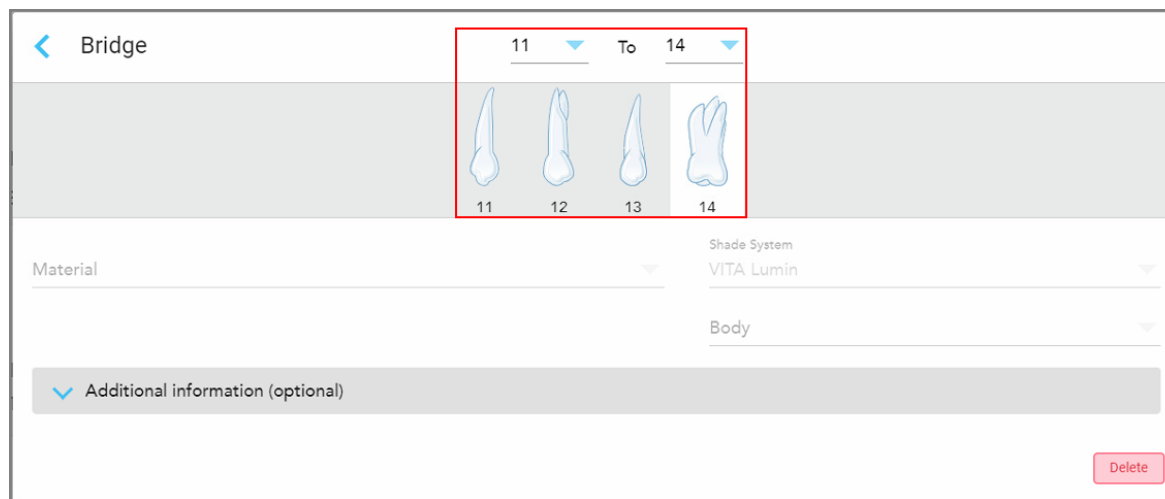 Bridge
11 To 14
11 12 13 14
Material
Shade System
VITA Lumin
Body
Additional information (optional)
Delete